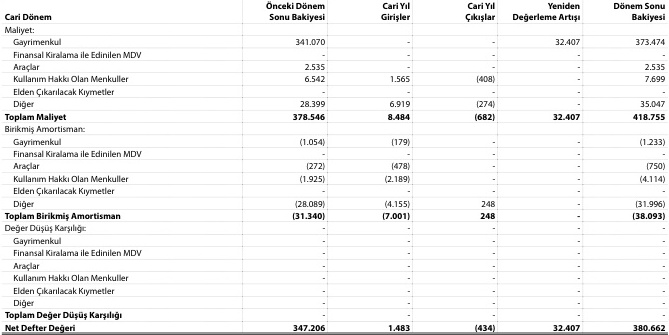 Cari Dönem Önceki Dönem Sonu Bakiyesi Cari Yıl Girişler Cari Yıl Çıkışlar Yeniden Değerleme Artışı Dönem Sonu Bakiyesi
Maliyet:
Gayrimenkul 341.070 - - 32.407 373.474
Finansal Kiralama ile Edinilen MDV - - - - -
Araçlar 2.535 - - - 2.535
Kullanım Hakkı Olan Menkuller 6.542 1.565 (408) - 7.699
Elden Çıkarılacak Kıymetler - - - - -
Diğer 28.399 6.919 (274) - 35.047
Toplam Maliyet 378.546 8.484 (682) 32.407 418.755
Birikmiş Amortisman:
Gayrimenkul (1.054) (179) - - (1.233)
Finansal Kiralama ile Edinilen MDV - - - - -
Araçlar (272) (478) - - (750)
Kullanım Hakkı Olan Menkuller (1.925) (2.189) - - (4.114)
Elden Çıkarılacak Kıymetler - - - - -
Diğer (28.089) (4.155) 248 - (31.996)
Toplam Birikmiş Amortisman (31.340) (7.001) 248 - (38.093)
Değer Düşüş Karşılığı: - - - - -
Gayrimenkul - - - - -
Finansal Kiralama ile Edinilen MDV - - - - -
Araçlar - - - - -
Kullanım Hakkı Olan Menkuller - - - - -
Elden Çıkarılacak Kıymetler - - - - -
Diğer - - - - -
Toplam Değer Düşüş Karşılığı - - - - -
Net Defter Değeri 347.206 1.483 (434) 32.407 380.662